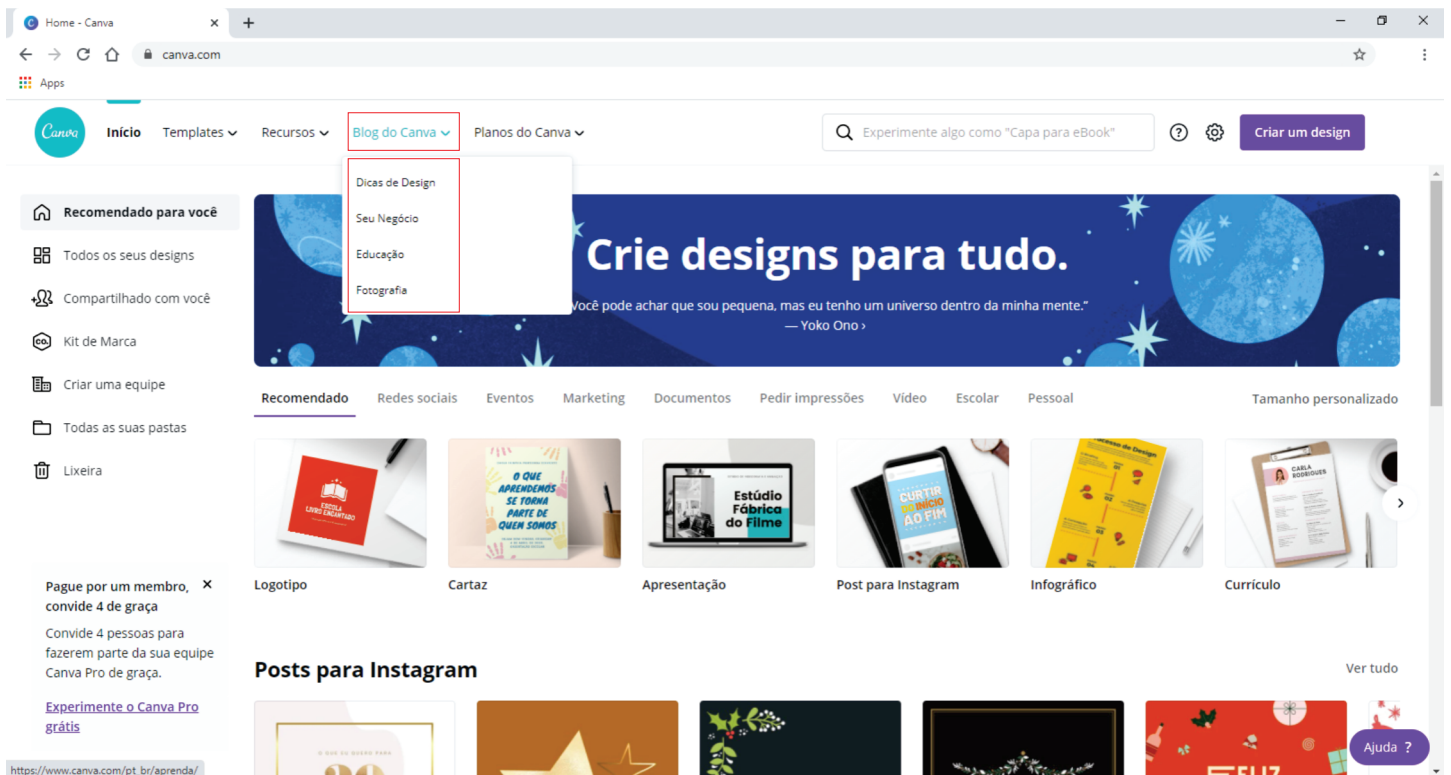 Home - Canva
canva.com
Apps
Canva
Início
Templates
Recursos
Blog do Canva
Planos do Canva
Experimente algo como "Capa para eBook"
Criar um design
Dicas de Design
Seu Negócio
Educação
Fotografia
Recomendado para você
Todos os seus designs
Compartilhado com você
Kit de Marca
Criar uma equipe
Todas as suas pastas
Lixeira
Crie designs para tudo.
Você pode achar que sou pequena, mas eu tenho um universo dentro da minha mente.”
— Yoko Ono ›
Recomendado
Redes sociais
Eventos
Marketing
Documentos
Pedir impressões
Vídeo
Escolar
Pessoal
Tamanho personalizado
ESCOLA
LIVRO ENCANTADO
O QUE
APRENDEMOS
SE TORNA
PARTE DE
QUEM SOMOS
Estúdio
Fábrica
do Filme
CURTIR
DO INÍCIO
AO FIM
CARLA
RODRIGUES
Logotipo
Cartaz
Apresentação
Post para Instagram
Infográfico
Currículo
Pague por um membro,
convide 4 de graça
Convide 4 pessoas para
fazerem parte da sua equipe
Canva Pro de graça.
Experimente o Canva Pro
grátis
Posts para Instagram
Ver tudo
O QUE EU QUERO PARA
Ajuda ?
https://www.canva.com/pt_br/aprenda/